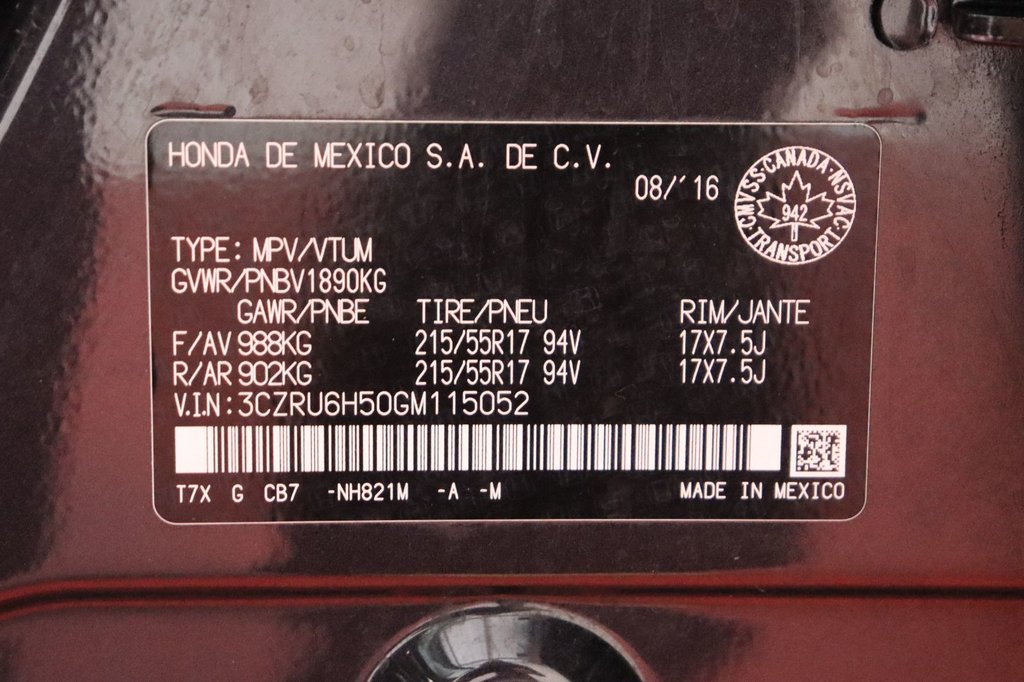 HONDA DE MEXICO S.A. DE C.V.
08/'16
CMVSS·CANADA·NSVAC·TRANSPORT·
942
TYPE: MPV/VTUM
GVWR/PNBV1890KG
GAWR/PNBE TIRE/PNEU RIM/JANTE
F/AV 988KG 215/55R17 94V 17X7.5J
R/AR 902KG 215/55R17 94V 17X7.5J
V.I.N: 3CZRU6H50GM115052
T7X G CB7 -NH821M -A -M MADE IN MEXICO